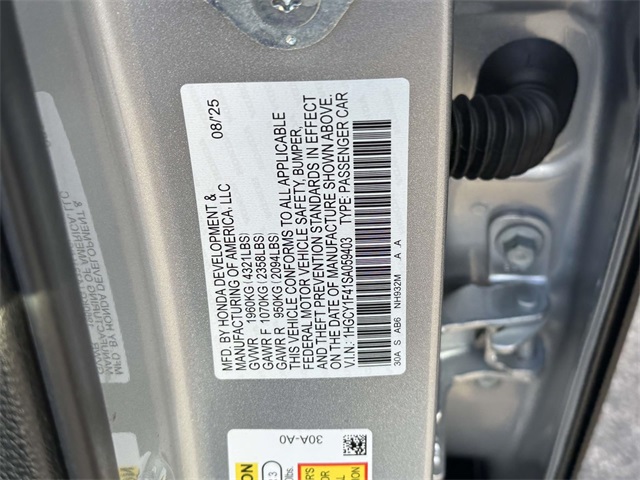 MFD. BY HONDA DEVELOPMENT & 08/'25
MANUFACTURING OF AMERICA, LLC
GVWR 1960KG (4321LBS)
GAWR F 1070KG (2358LBS)
GAWR R 950KG (2094LBS)
THIS VEHICLE CONFORMS TO ALL APPLICABLE
FEDERAL MOTOR VEHICLE SAFETY, BUMPER,
AND THEFT PREVENTION STANDARDS IN EFFECT
ON THE DATE OF MANUFACTURE SHOWN ABOVE.
V.I.N.: 1HGCY1F41SA059403 TYPE: PASSENGER CAR
30A S AB6 NH932M A A
30A-A0